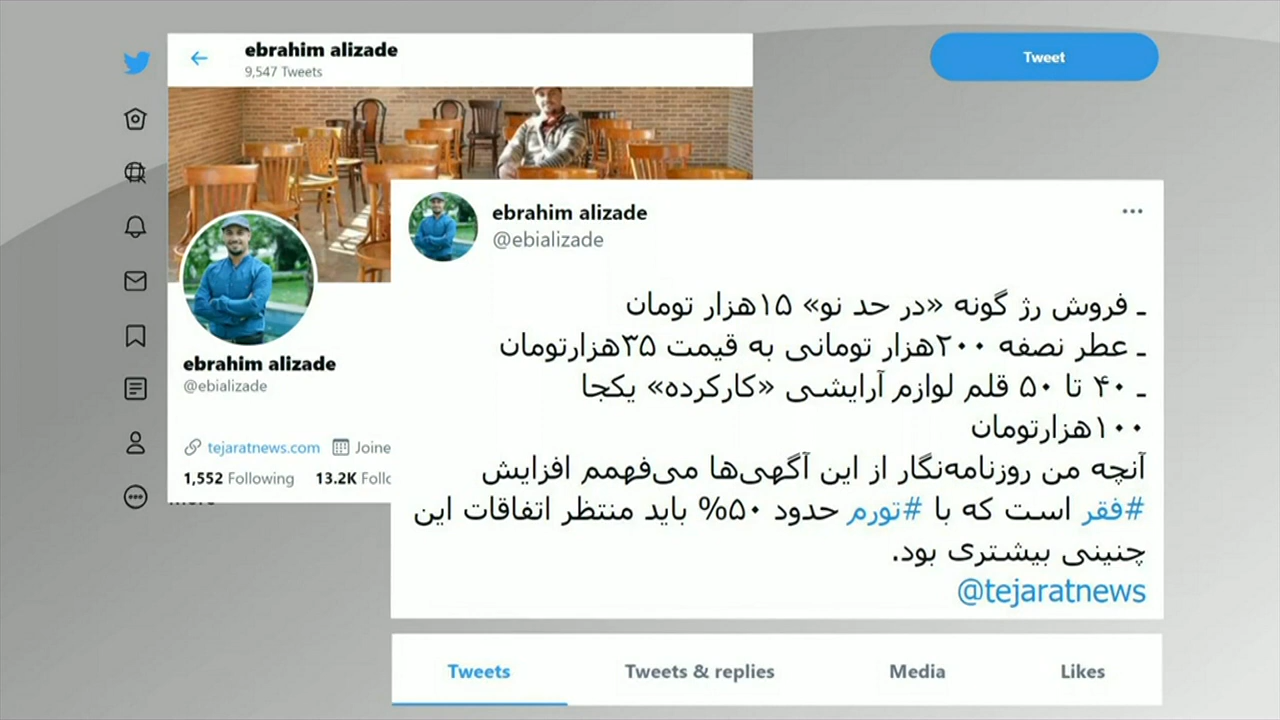 ebrahim alizade
9,547 Tweets
Tweet
ebrahim alizade
@ebializade
tejaratnews.com
Joine
1,552 Following
13.2K Follc
ebrahim alizade
@ebializade
ـ فروش رژ گونه «در حد نو» ۱۵هزار تومان
ـ عطر نصفه ۲۰۰هزار تومانی به قیمت ۳۵هزارتومان
ـ ۴۰ تا ۵۰ قلم لوازم آرایشی «کارکرده» یکجا
۱۰۰هزارتومان
آنچه من روزنامه‌نگار از این آگهی‌ها می‌فهمم افزایش
#فقر است که با #تورم حدود ۵۰% باید منتظر اتفاقات این
چنینی بیشتری بود.
@tejaratnews
Tweets
Tweets & replies
Media
Likes